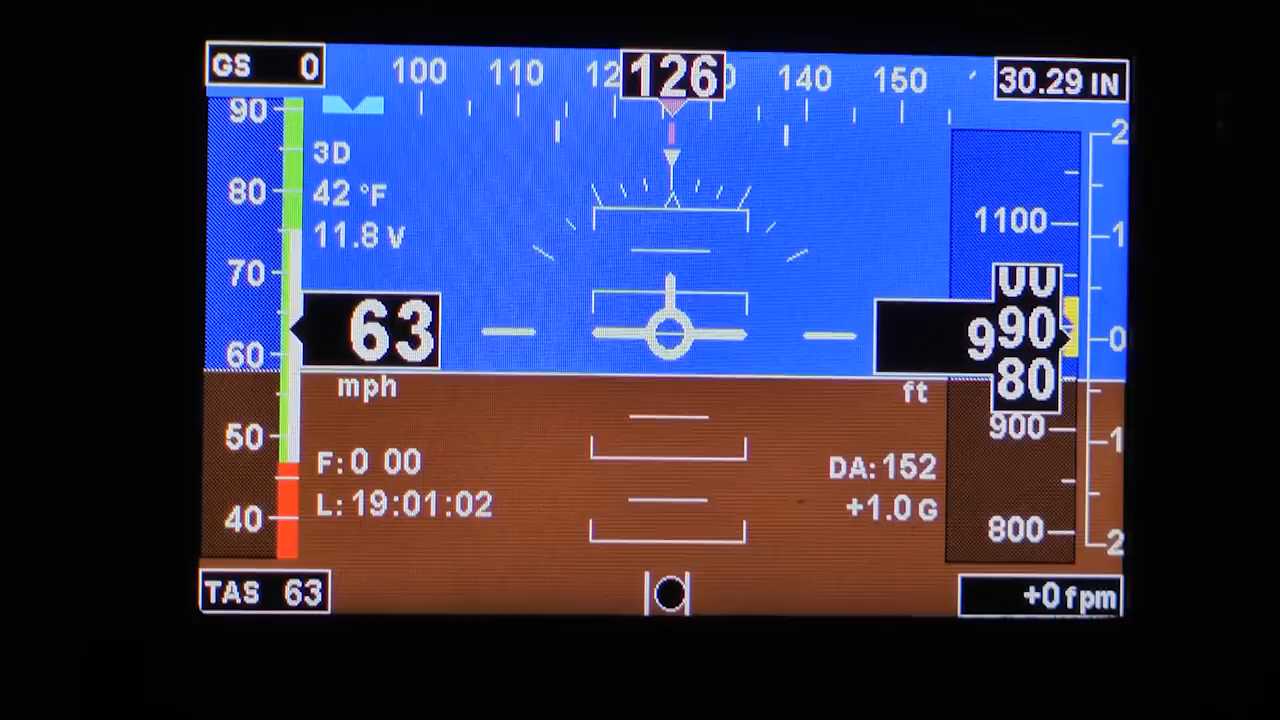 GS 0
100 110 12 126 0 140 150
30.29 IN
90
3D
2
80
42 °F
1100
11.8 V
1
70
00
63
990
0
60
80
mph
ft
900
50
1
F:0 00
DA:152
L:19:01:02
+1.0 G
40
800
2
TAS 63
+0fpm